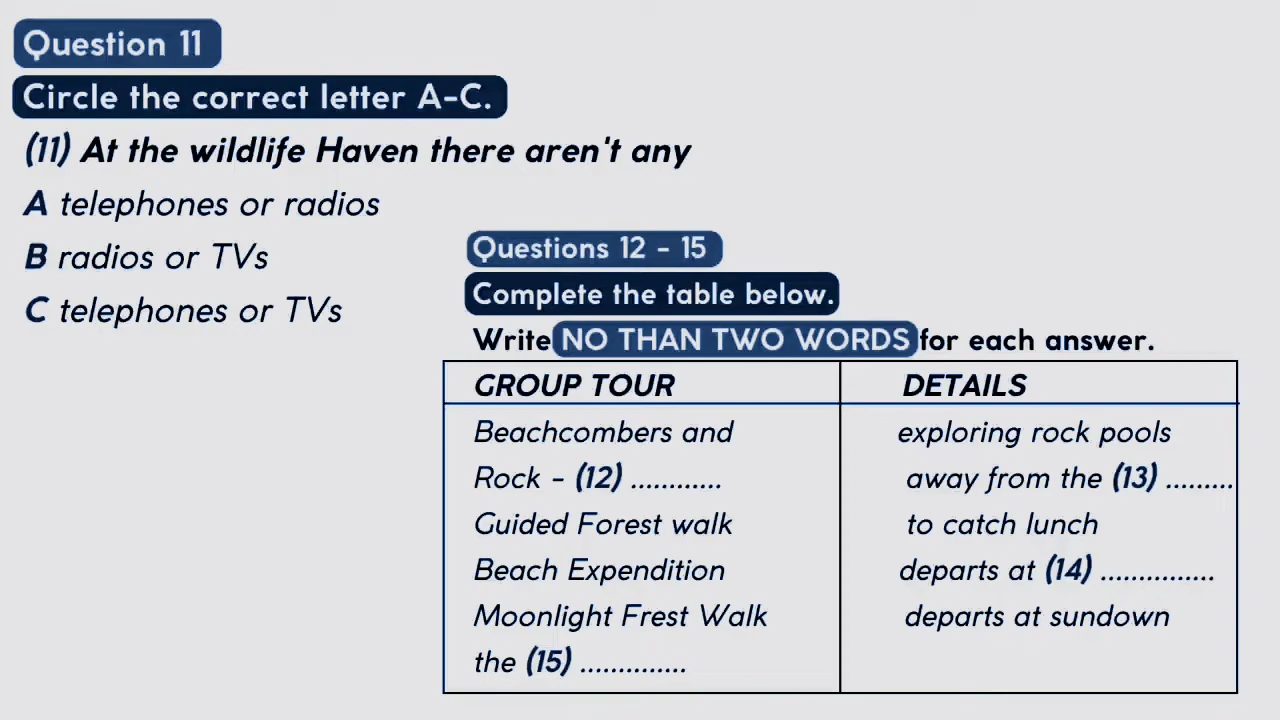 Question 11
Circle the correct letter A-C.
(11) At the wildlife Haven there aren't any
A telephones or radios
B radios or TVs
C telephones or TVs
Questions 12 - 15
Complete the table below.
Write NO THAN TWO WORDS for each answer.
GROUP TOUR DETAILS
Beachcombers and exploring rock pools
Rock - (12) ............ away from the (13) .........
Guided Forest walk to catch lunch
Beach Expendition departs at (14) ...............
Moonlight Frest Walk departs at sundown
the (15) ..............